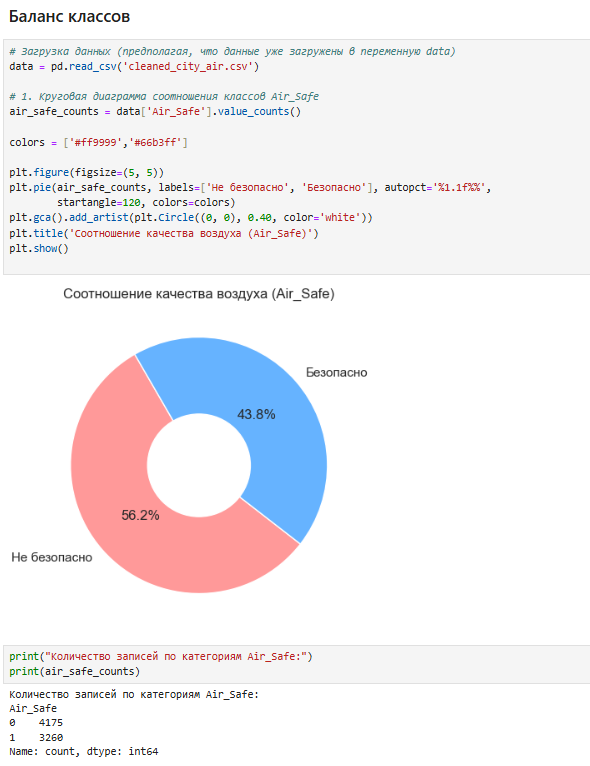 Баланс классов
# Загрузка данных (предполагая, что данные уже загружены в переменную data)
data = pd.read_csv('cleaned_city_air.csv')
# 1. Круговая диаграмма соотношения классов Air_Safe
air_safe_counts = data['Air_Safe'].value_counts()
colors = ['#ff9999','#66b3ff']
plt.figure(figsize=(5, 5))
plt.pie(air_safe_counts, labels=['Не безопасно', 'Безопасно'], autopct='%1.1f%%',
startangle=120, colors=colors)
plt.gca().add_artist(plt.Circle((0, 0), 0.40, color='white'))
plt.title('Соотношение качества воздуха (Air_Safe)')
plt.show()
Соотношение качества воздуха (Air_Safe)
Безопасно
43.8%
56.2%
Не безопасно
print("Количество записей по категориям Air_Safe:")
print(air_safe_counts)
Количество записей по категориям Air_Safe:
Air_Safe
0    4175
1    3260
Name: count, dtype: int64